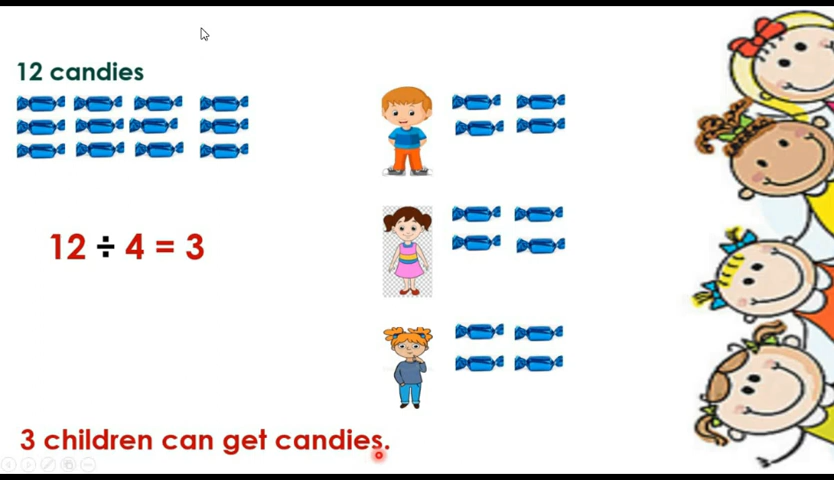 12 candies
12 ÷ 4 = 3
3 children can get candies.